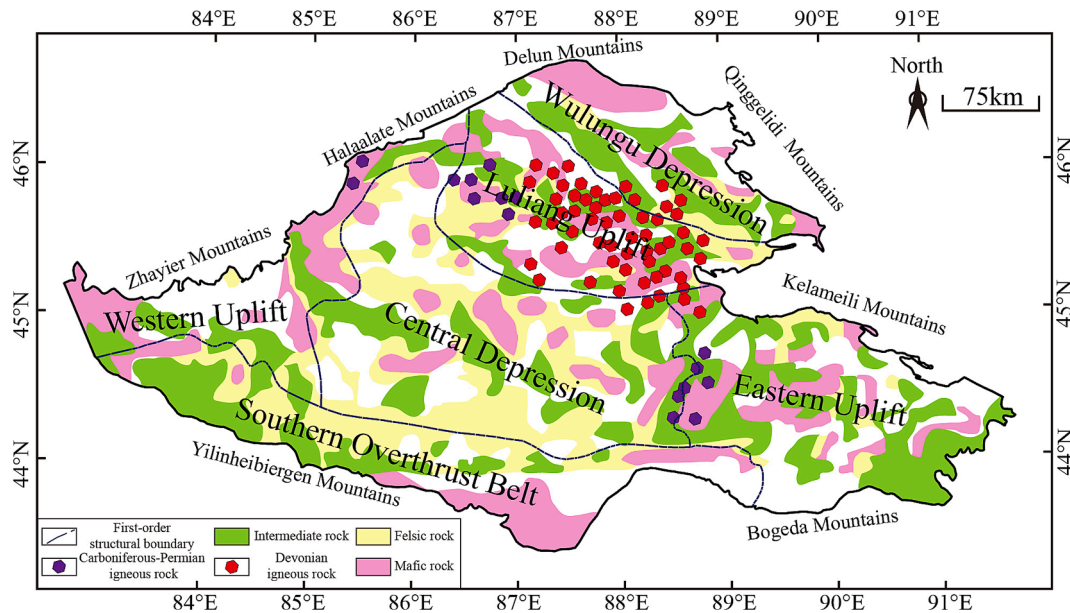 84°E 85°E 86°E 87°E 88°E 89°E 90°E 91°E
Delun Mountains
North
75km
Qinggelidi Mountains
Halaalate Mountains
Wulungu Depression
46°N
46°N
Luliang Uplift
Zhayier Mountains
Kelameili Mountains
45°N
45°N
Western Uplift
Central Depression
Eastern Uplift
Southern Overthrust Belt
44°N
44°N
Yilinheibiergen Mountains
Bogeda Mountains
First-order
structural boundary
Intermediate rock
Felsic rock
Carboniferous-Permian
igneous rock
Devonian
igneous rock
Mafic rock
84°E 85°E 86°E 87°E 88°E 89°E 90°E 91°E